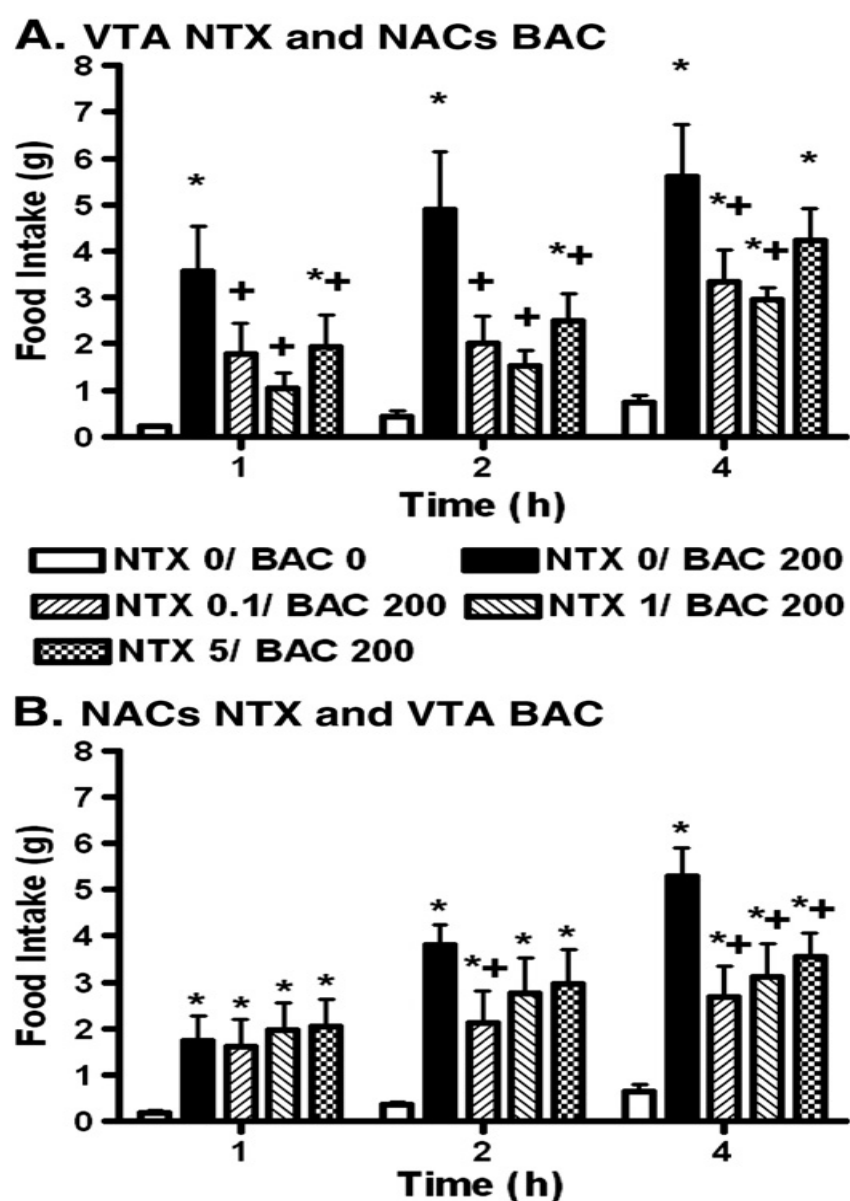 A. VTA NTX and NACs BAC
8
7
6
5
4
3
2
1
0
Food Intake (g)
* * *
+ + *+
+ + *+
*+ *+ *
1 2 4
Time (h)
NTX 0/ BAC 0 NTX 0/ BAC 200
NTX 0.1/ BAC 200 NTX 1/ BAC 200
NTX 5/ BAC 200
B. NACs NTX and VTA BAC
8
7
6
5
4
3
2
1
0
Food Intake (g)
* * * *
* *+ * *
* *+ *+ *+
1 2 4
Time (h)